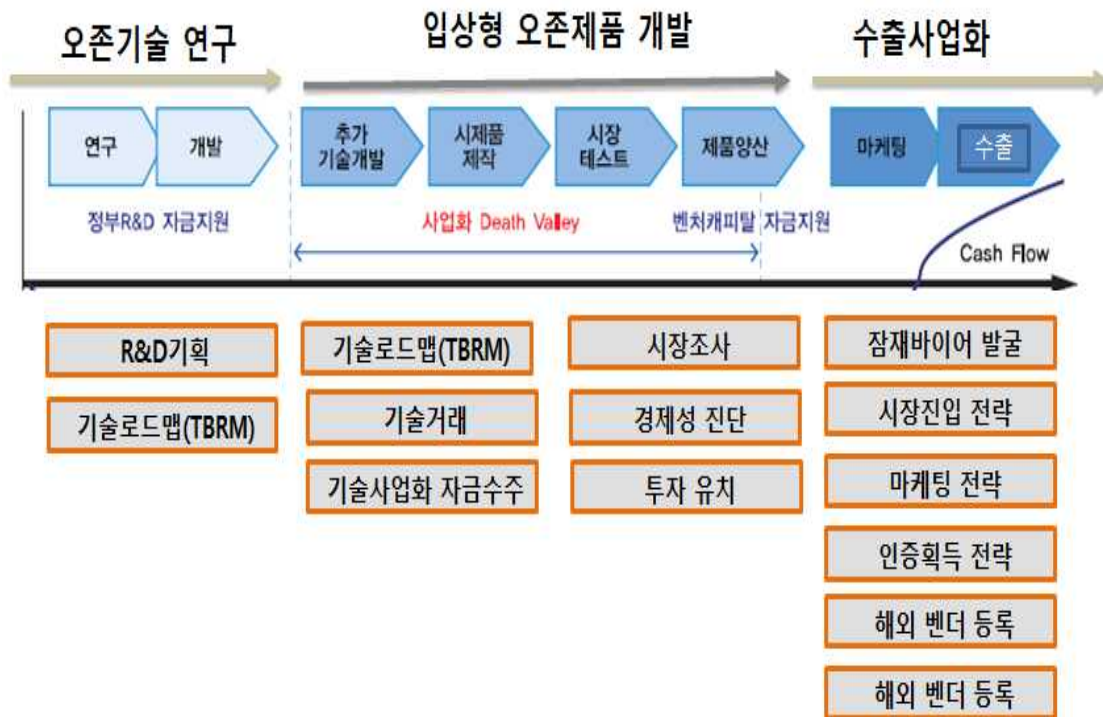 오존기술 연구
입상형 오존제품 개발
수출사업화
연구
개발
추가
기술개발
시제품
제작
시장
테스트
제품양산
마케팅
수출
정부R&D 자금지원
사업화 Death Valley
벤처캐피탈 자금지원
Cash Flow
R&D기획
기술로드맵(TBRM)
기술로드맵(TBRM)
기술거래
기술사업화 자금수주
시장조사
경제성 진단
투자 유치
잠재바이어 발굴
시장진입 전략
마케팅 전략
인증획득 전략
해외 벤더 등록
해외 벤더 등록